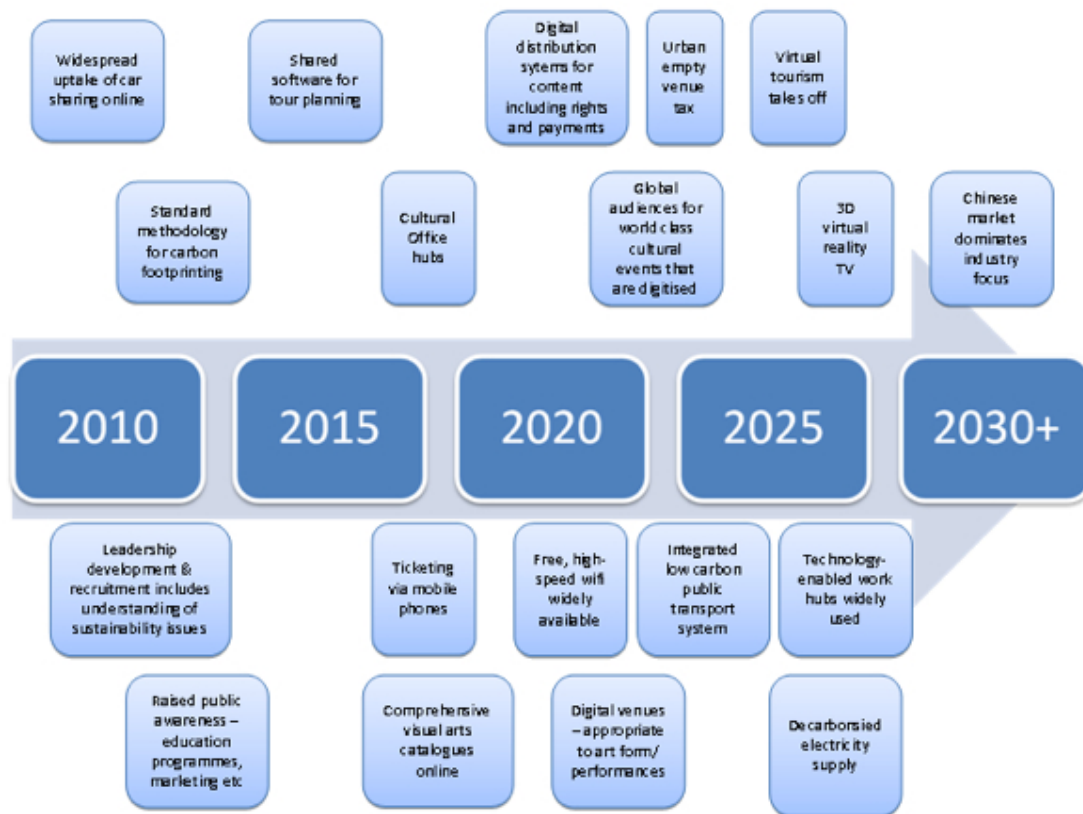 Widespread
uptake of car
sharing online
Shared
software for
tour planning
Digital
distribution
sytems for
content
including rights
and payments
Urban
empty
venue
tax
Virtual
tourism
takes off
Standard
methodology
for carbon
footprinting
Cultural
Office
hubs
Global
audiences for
world class
cultural
events that
are digitised
3D
virtual
reality
TV
Chinese
market
dominates
industry
focus
2010
2015
2020
2025
2030+
Leadership
development &
recruitment includes
understanding of
sustainability issues
Ticketing
via mobile
phones
Free, high-
speed wifi
widely
available
Integrated
low carbon
public
transport
system
Technology-
enabled work
hubs widely
used
Raised public
awareness –
education
programmes,
marketing etc
Comprehensive
visual arts
catalogues
online
Digital venues
– appropriate
to art form/
performances
Decarbonsied
electricity
supply